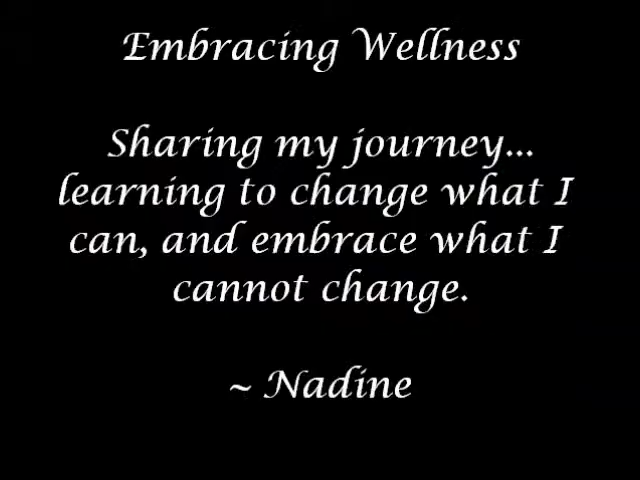 Embracing Wellness
Sharing my journey...
learning to change what I
can, and embrace what I
cannot change.
~ Nadine